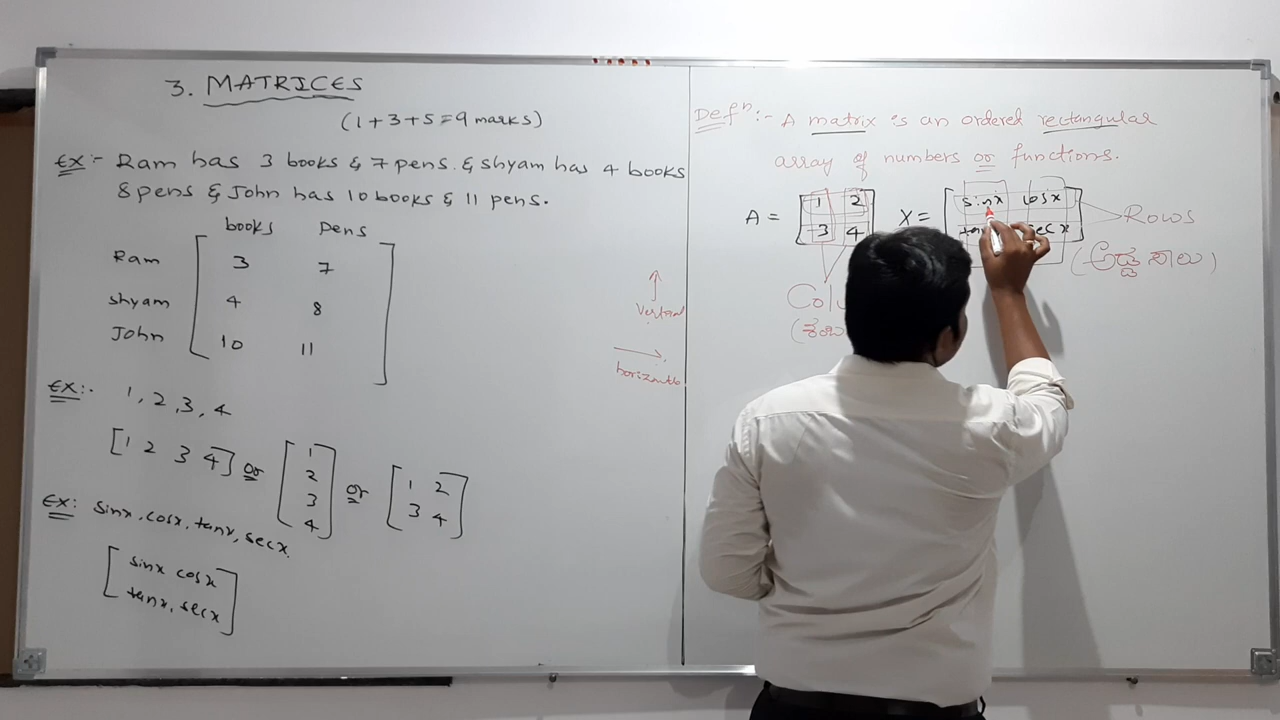 3. MATRICES
(1+3+5=9 marks)
Ex:- Ram has 3 books & 7 pens. & shyam has 4 books
8 pens & John has 10 books & 11 pens.
books pens
Ram 3 7
shyam 4 8
John 10 11
Ex:- 1, 2, 3, 4
[1 2 3 4] or [1 2 3 4] or [1 2
3 4]
Ex: sinx, cosx, tanx, secx.
[sinx cosx
tanx, secx]
Defⁿ:- A matrix is an ordered rectangular
array of numbers or functions.
A = [1 2 X = [sinx cosx
3 4] sec x]
Rows
(ಅಡ್ಡ ಸಾಲು)
Vertical
horizontal